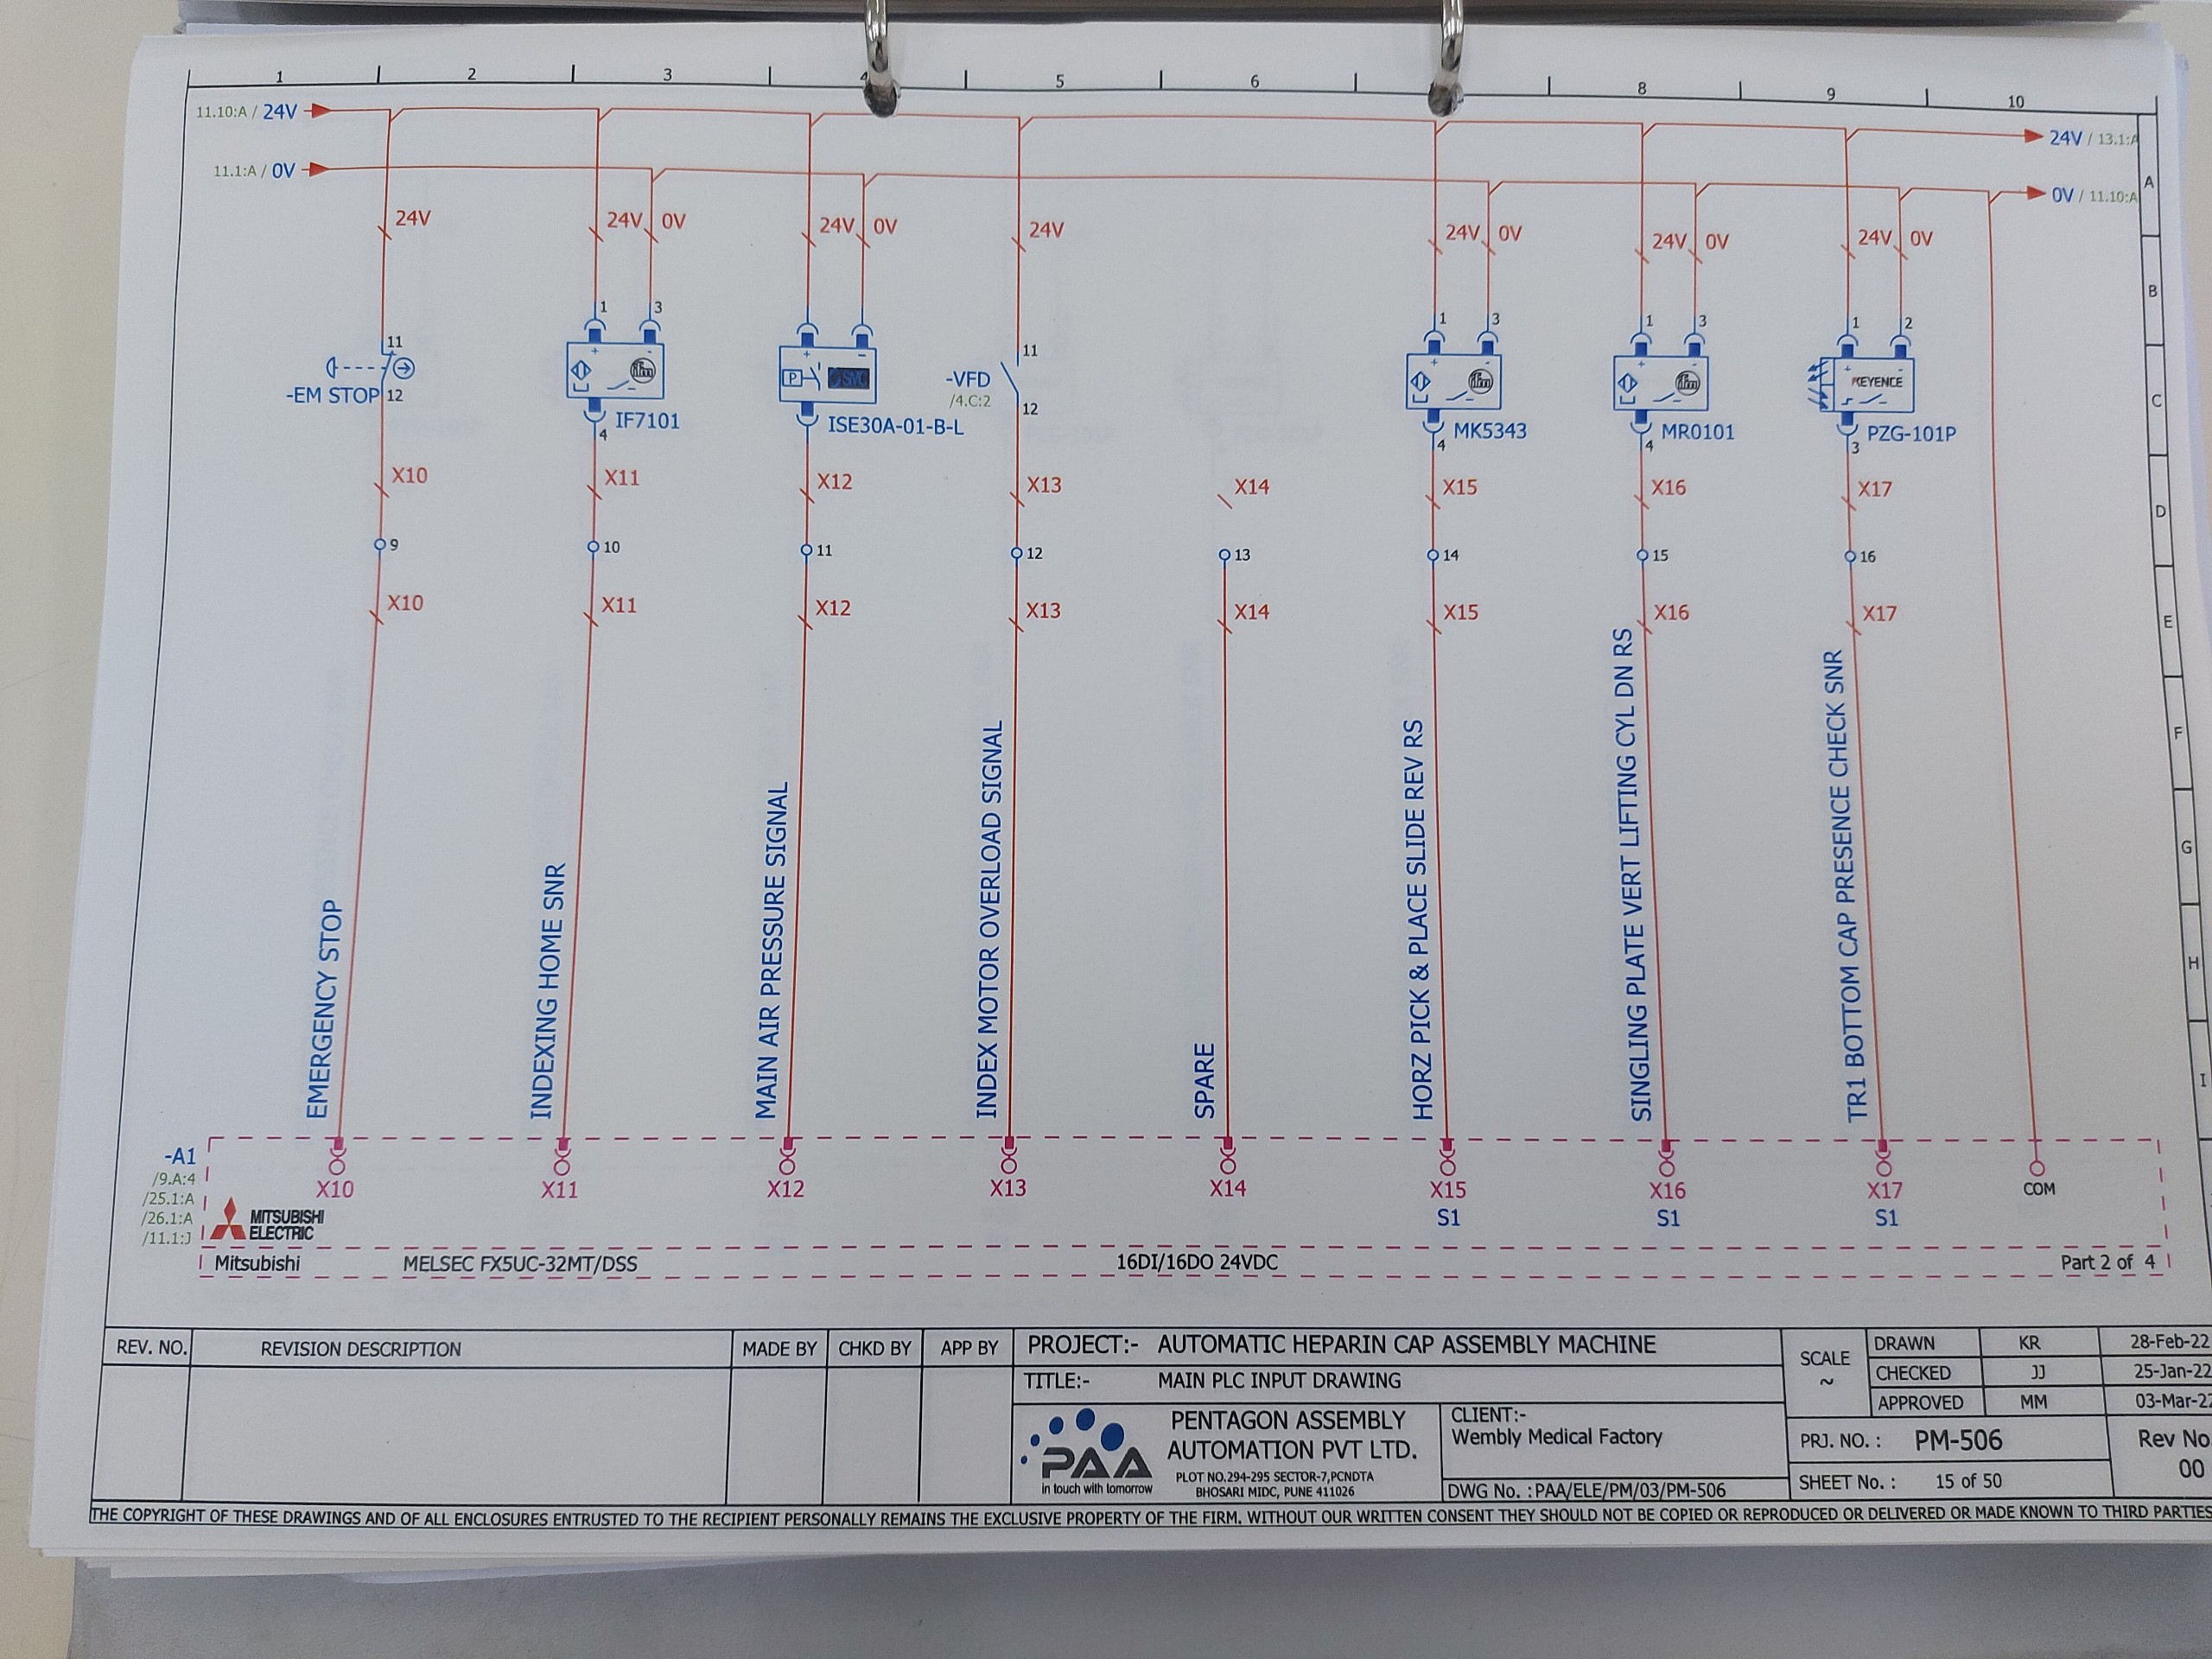 1 2 3 4 5 6 8 9 10
11.10:A / 24V
24V / 13.1:A
11.1:A / 0V
0V / 11.10:A
A
24V 24V 0V 24V 0V 24V 24V 0V 24V 0V 24V 0V
B
1 3 1 3 1 3 1 2
11 + - + - 11 + - + - + -
ifm P SMC ifm ifm KEYENCE
-EM STOP 12
-VFD
/4.C:2
12
C
4 IF7101
ISE30A-01-B-L
4 MK5343
4 MR0101
3 PZG-101P
X10 X11 X12 X13 X14 X15 X16 X17
D
9 10 11 12 13 14 15 16
X10 X11 X12 X13 X14 X15 X16 X17
E
F
G
H
I
EMERGENCY STOP
INDEXING HOME SNR
MAIN AIR PRESSURE SIGNAL
INDEX MOTOR OVERLOAD SIGNAL
SPARE
HORZ PICK & PLACE SLIDE REV RS
SINGLING PLATE VERT LIFTING CYL DN RS
TR1 BOTTOM CAP PRESENCE CHECK SNR
-A1
/9.A:4
/25.1:A
/26.1:A
/11.1:J
X10 X11 X12 X13 X14 X15 X16 X17 COM
S1 S1 S1
MITSUBISHI
ELECTRIC
Mitsubishi MELSEC FX5UC-32MT/DSS 16DI/16DO 24VDC Part 2 of 4
REV. NO. REVISION DESCRIPTION MADE BY CHKD BY APP BY
PROJECT:- AUTOMATIC HEPARIN CAP ASSEMBLY MACHINE
TITLE:- MAIN PLC INPUT DRAWING
PAA
in touch with tomorrow
PENTAGON ASSEMBLY
AUTOMATION PVT LTD.
PLOT NO.294-295 SECTOR-7,PCNDTA
BHOSARI MIDC, PUNE 411026
CLIENT:-
Wembly Medical Factory
DWG No. :PAA/ELE/PM/03/PM-506
SCALE
~
DRAWN KR 28-Feb-22
CHECKED JJ 25-Jan-22
APPROVED MM 03-Mar-22
PRJ. NO. : PM-506
SHEET No. : 15 of 50
Rev No
00
THE COPYRIGHT OF THESE DRAWINGS AND OF ALL ENCLOSURES ENTRUSTED TO THE RECIPIENT PERSONALLY REMAINS THE EXCLUSIVE PROPERTY OF THE FIRM. WITHOUT OUR WRITTEN CONSENT THEY SHOULD NOT BE COPIED OR REPRODUCED OR DELIVERED OR MADE KNOWN TO THIRD PARTIES